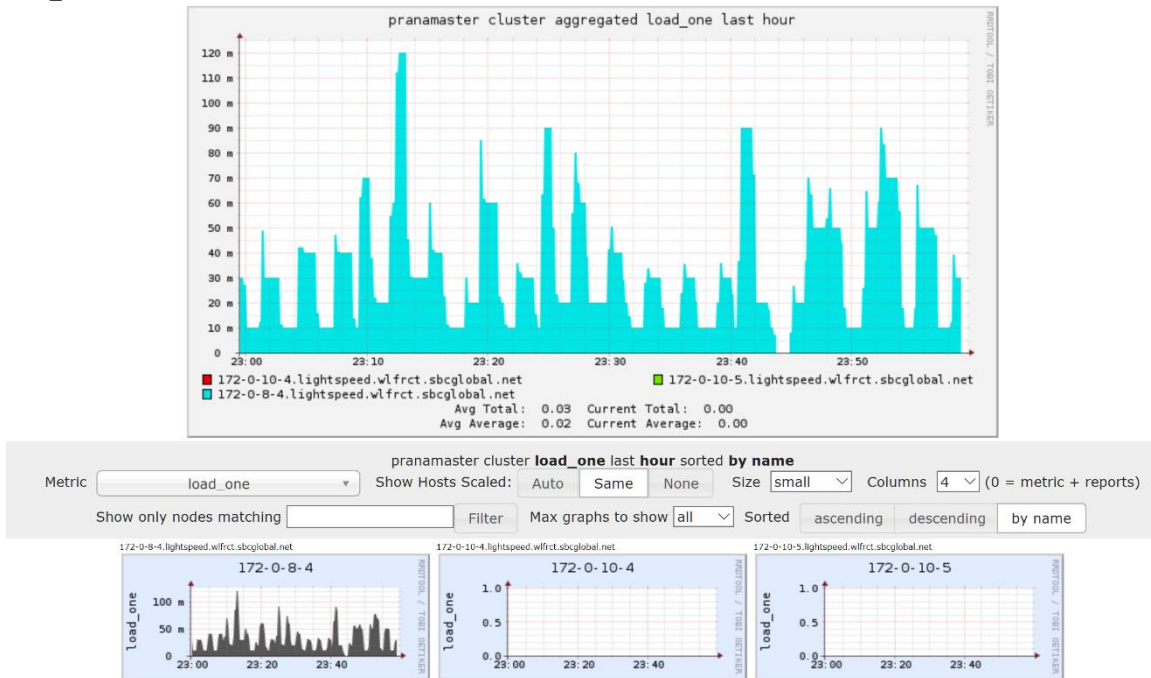 pranamaster cluster aggregated load_one last hour
RRDTOOL / TOBI OETIKER
120 m
110 m
100 m
90 m
80 m
70 m
60 m
50 m
40 m
30 m
20 m
10 m
0
23:00 23:10 23:20 23:30 23:40 23:50
172-0-10-4.lightspeed.wlfrct.sbcglobal.net 172-0-10-5.lightspeed.wlfrct.sbcglobal.net
172-0-8-4.lightspeed.wlfrct.sbcglobal.net
Avg Total: 0.03 Current Total: 0.00
Avg Average: 0.02 Current Average: 0.00
pranamaster cluster load_one last hour sorted by name
Metric load_one Show Hosts Scaled: Auto Same None Size small Columns 4 (0 = metric + reports)
Show only nodes matching Filter Max graphs to show all Sorted ascending descending by name
172-0-8-4.lightspeed.wlfrct.sbcglobal.net
172-0-8-4
RRDTOOL / TOBI OETIKER
load_one
100 m
50 m
0
23:00 23:20 23:40
172-0-10-4.lightspeed.wlfrct.sbcglobal.net
172-0-10-4
RRDTOOL / TOBI OETIKER
load_one
1.0
0.5
0.0
23:00 23:20 23:40
172-0-10-5.lightspeed.wlfrct.sbcglobal.net
172-0-10-5
RRDTOOL / TOBI OETIKER
load_one
1.0
0.5
0.0
23:00 23:20 23:40